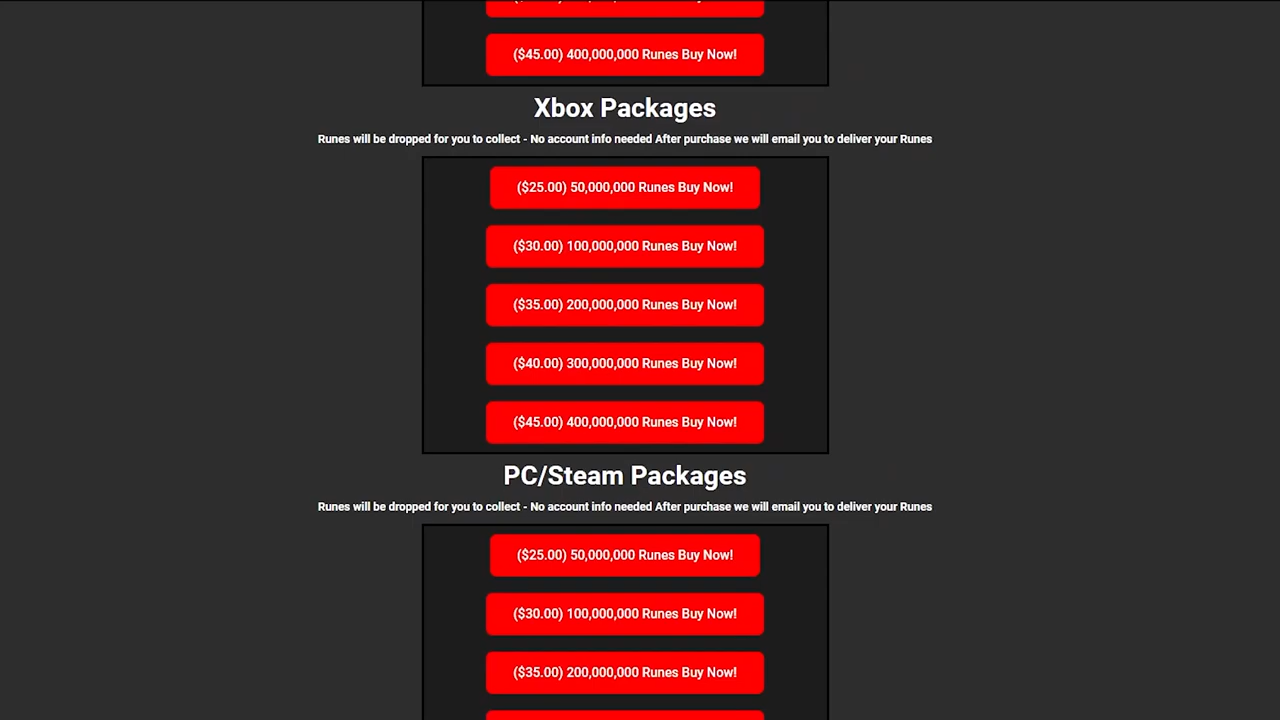 ($45.00) 400,000,000 Runes Buy Now!
Xbox Packages
Runes will be dropped for you to collect - No account info needed After purchase we will email you to deliver your Runes
($25.00) 50,000,000 Runes Buy Now!
($30.00) 100,000,000 Runes Buy Now!
($35.00) 200,000,000 Runes Buy Now!
($40.00) 300,000,000 Runes Buy Now!
($45.00) 400,000,000 Runes Buy Now!
PC/Steam Packages
Runes will be dropped for you to collect - No account info needed After purchase we will email you to deliver your Runes
($25.00) 50,000,000 Runes Buy Now!
($30.00) 100,000,000 Runes Buy Now!
($35.00) 200,000,000 Runes Buy Now!